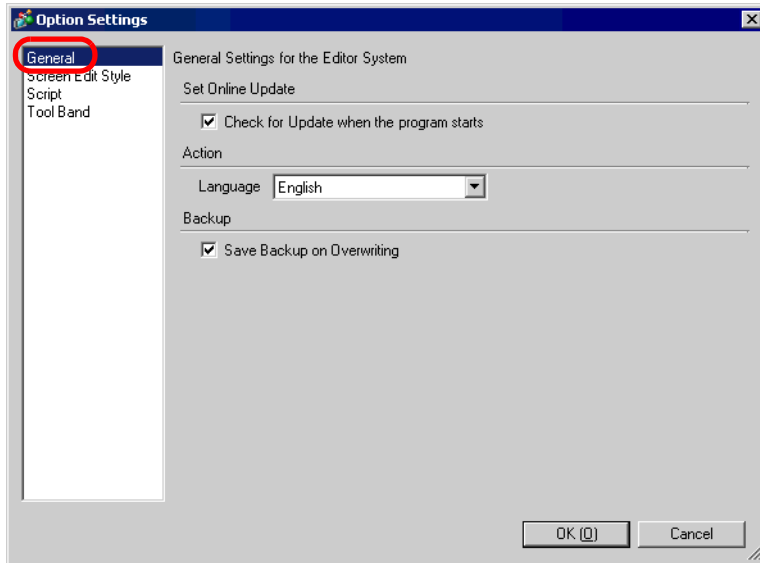 Option Settings
General
Screen Edit Style
Script
Tool Band
General Settings for the Editor System
Set Online Update
Check for Update when the program starts
Action
Language English
Backup
Save Backup on Overwriting
OK (O) Cancel